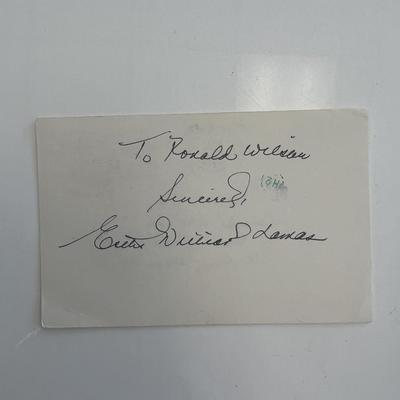 To Ronald Wilson
Sincerely,
Esther Williams Lamas